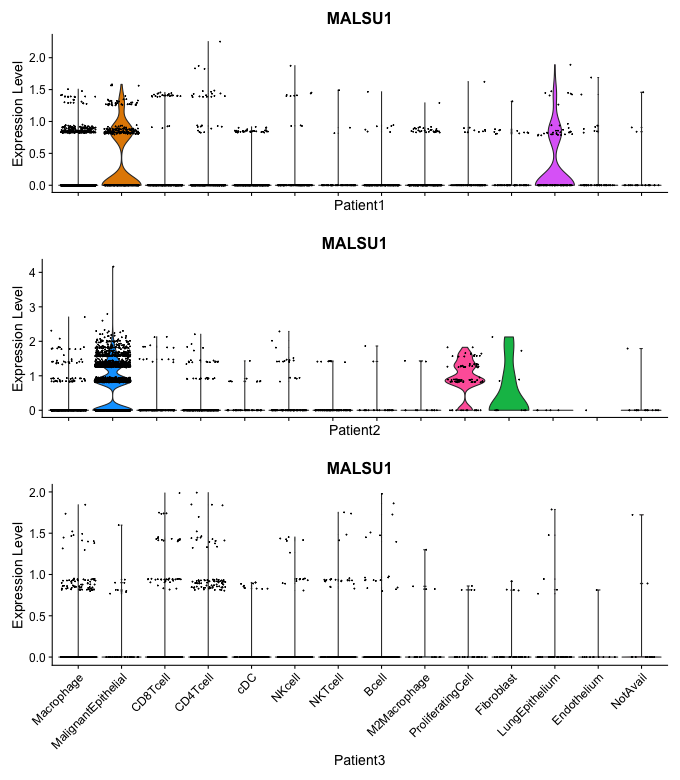 MALSU1
Expression Level
2.0
1.5
1.0
0.5
0.0
Patient1
MALSU1
Expression Level
4
3
2
1
0
Patient2
MALSU1
Expression Level
2.0
1.5
1.0
0.5
0.0
Macrophage
MalignantEpithelial
CD8Tcell
CD4Tcell
cDC
NKcell
NKTcell
Bcell
M2Macrophage
ProliferatingCell
Fibroblast
LungEpithelium
Endothelium
NotAvail
Patient3